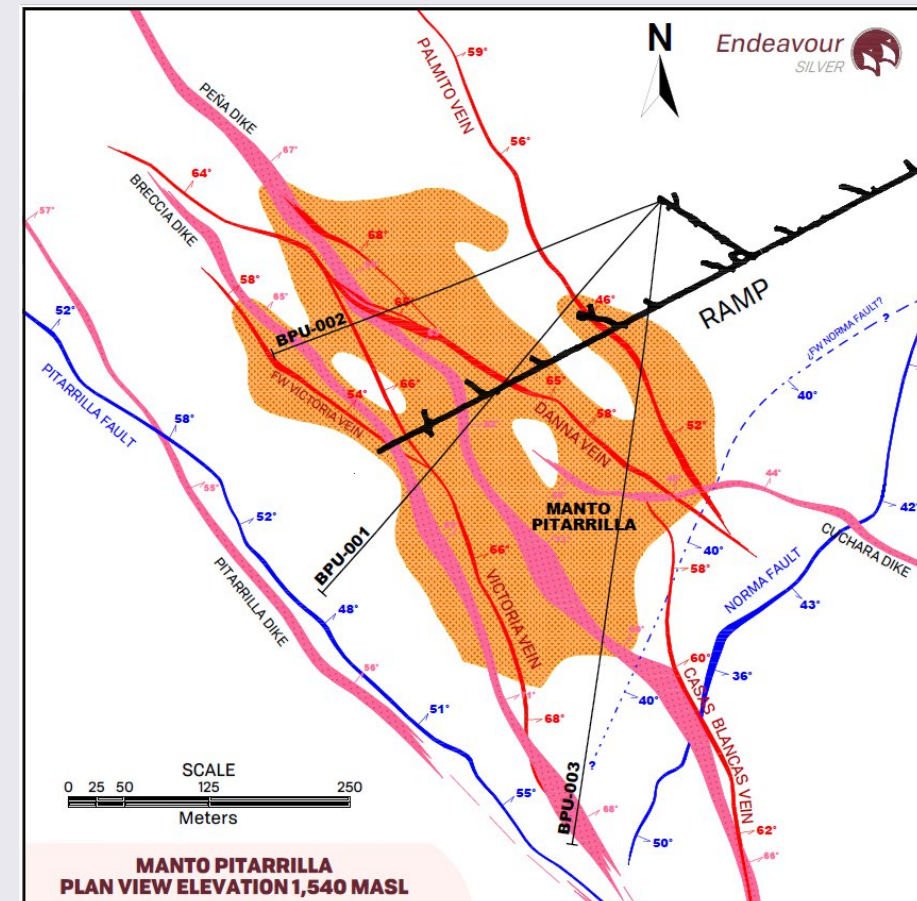 N
Endeavour
SILVER
PALMITO VEIN
59°
PEÑA DIKE
56°
67°
64°
BRECCIA DIKE
57°
68°
58°
65°
BPU-002
46°
RAMP
¿FW NORMA FAULT?
?
52°
PITARRILLA FAULT
FW VICTORIA VEIN
54°
66°
65°
DANNA VEIN
58°
40°
58°
52°
55°
44°
42°
52°
MANTO
PITARRILLA
40°
CUCHARA DIKE
BPU-001
66°
58°
VICTORIA VEIN
NORMA FAULT
43°
48°
PITARRILLA DIKE
56°
60°
36°
CASAS BLANCAS VEIN
51°
68°
40°
SCALE
0 25 50 125 250
Meters
?
BPU-003
55°
68°
62°
50°
66°
MANTO PITARRILLA
PLAN VIEW ELEVATION 1,540 MASL